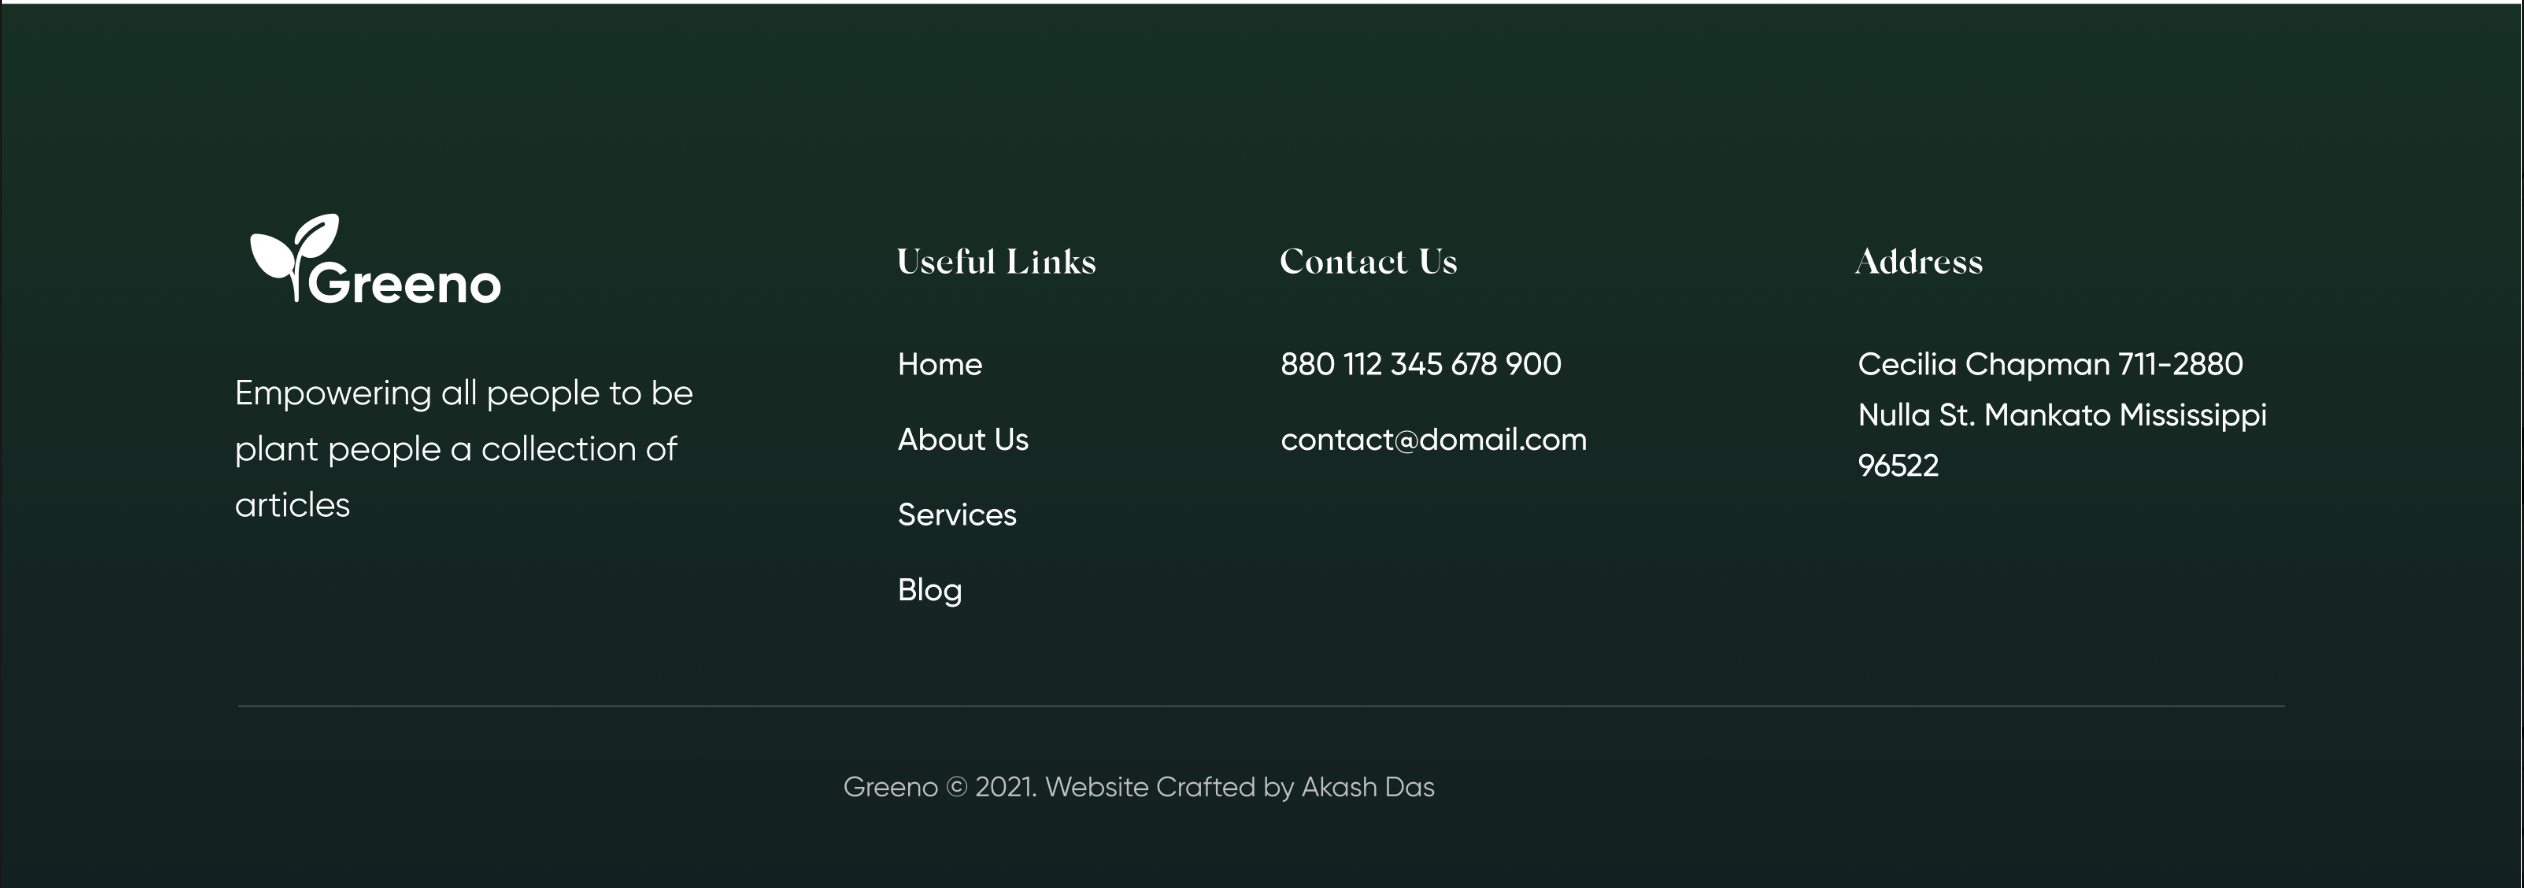 Greeno
Empowering all people to be
plant people a collection of
articles
Useful Links
Home
About Us
Services
Blog
Contact Us
880 112 345 678 900
contact@domail.com
Address
Cecilia Chapman 711-2880
Nulla St. Mankato Mississippi
96522
Greeno © 2021. Website Crafted by Akash Das